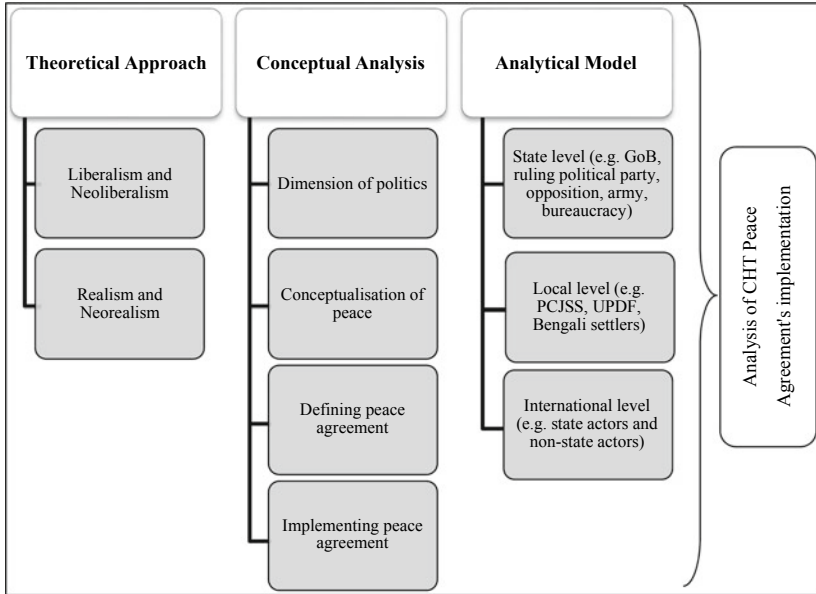 Theoretical Approach
Liberalism and
Neoliberalism
Realism and
Neorealism
Conceptual Analysis
Dimension of politics
Conceptualisation of
peace
Defining peace
agreement
Implementing peace
agreement
Analytical Model
State level (e.g. GoB,
ruling political party,
opposition, army,
bureaucracy)
Local level (e.g.
PCJSS, UPDF,
Bengali settlers)
International level
(e.g. state actors and
non-state actors)
Analysis of CHT Peace
Agreement's implementation